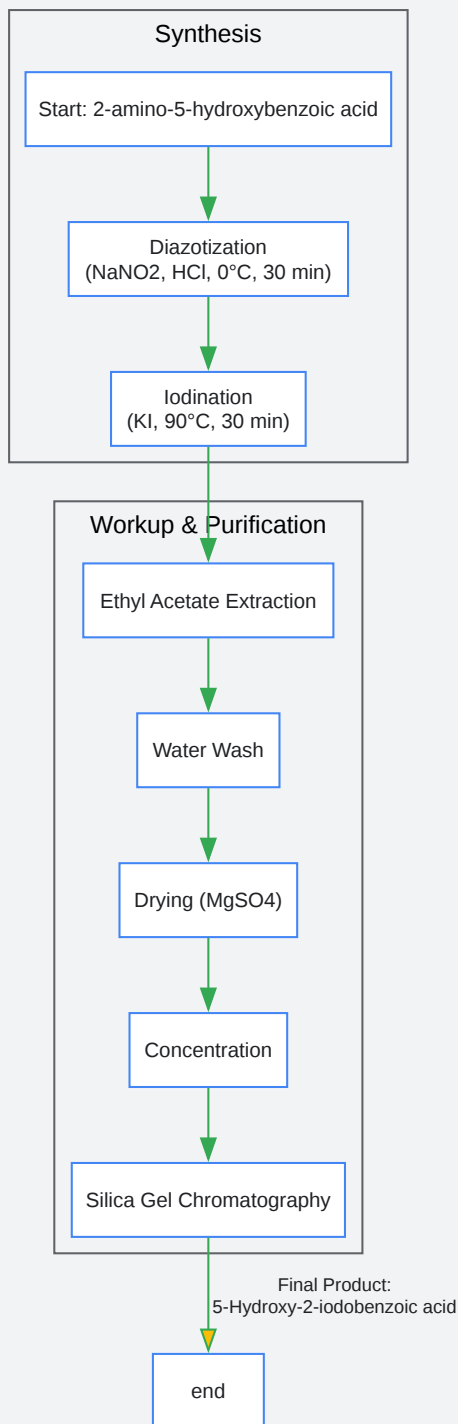 Synthesis
Start: 2-amino-5-hydroxybenzoic acid
Diazotization
(NaNO2, HCl, 0°C, 30 min)
Iodination
(KI, 90°C, 30 min)
Workup & Purification
Ethyl Acetate Extraction
Water Wash
Drying (MgSO4)
Concentration
Silica Gel Chromatography
Final Product:
5-Hydroxy-2-iodobenzoic acid
end